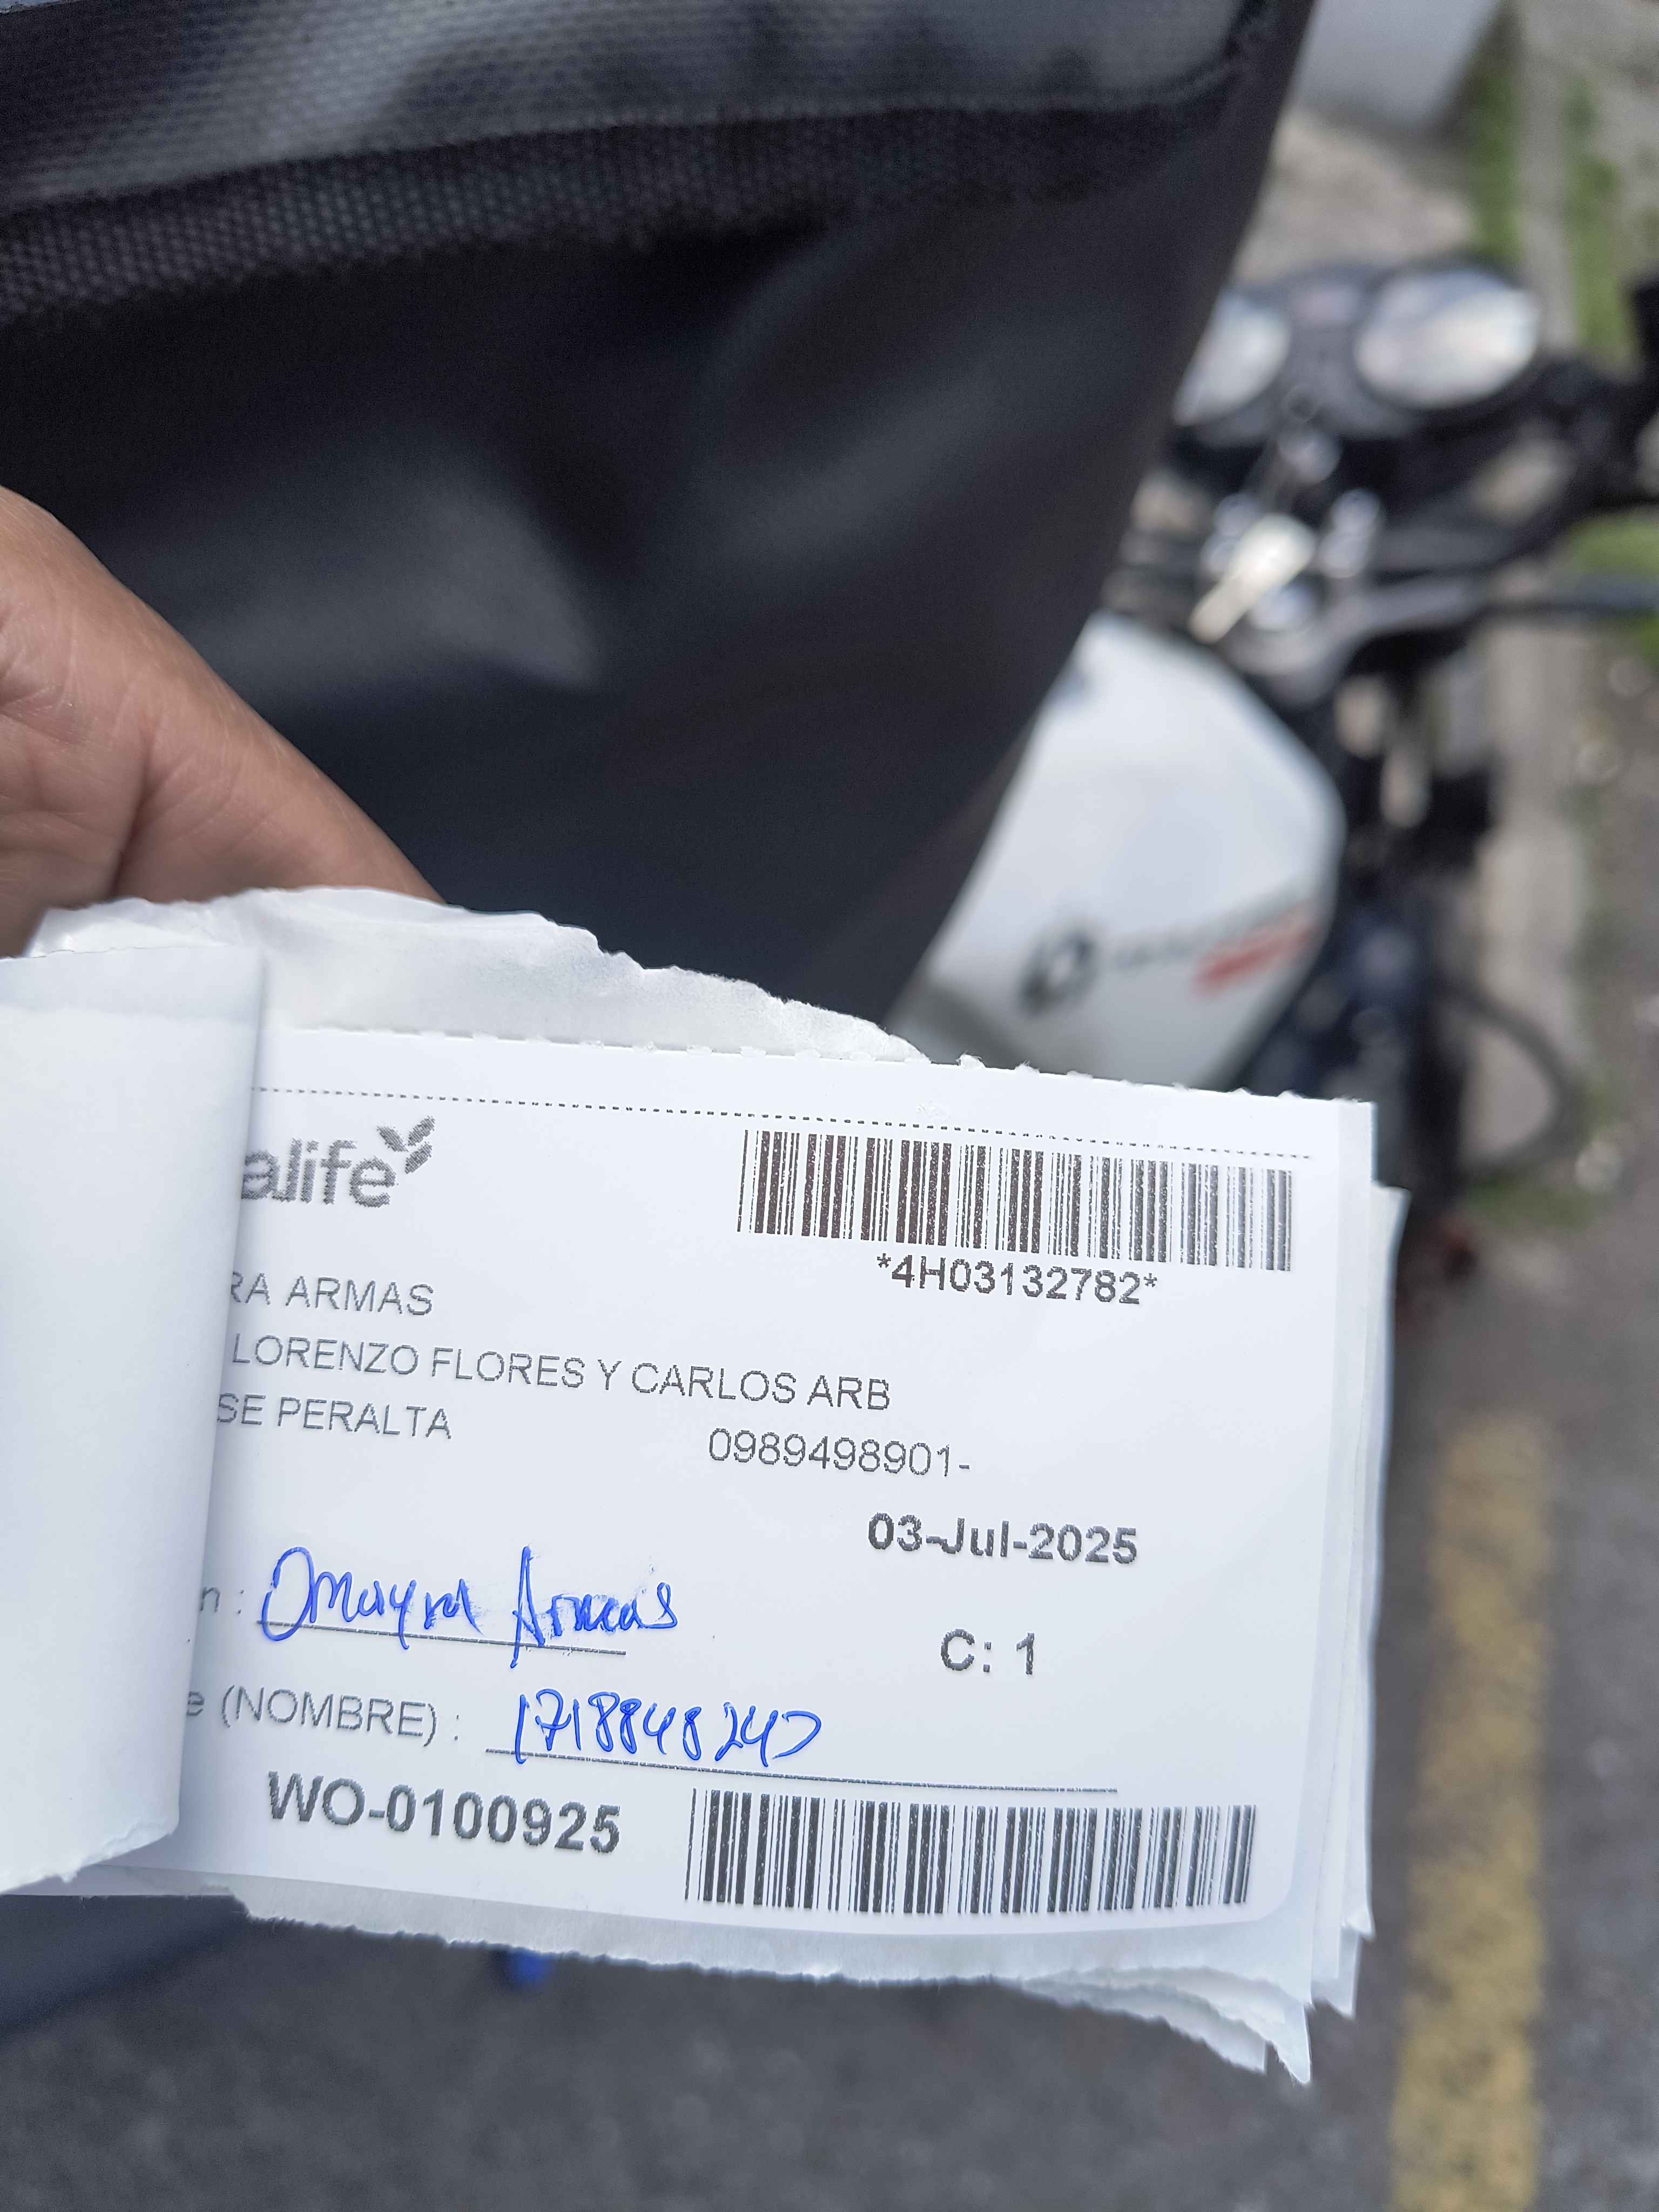 alife
*4H03132782*
RA ARMAS
LORENZO FLORES Y CARLOS ARB
SE PERALTA
0989498901-
03-Jul-2025
n : Omayra Armas
C: 1
e (NOMBRE) : 1718848247
WO-0100925